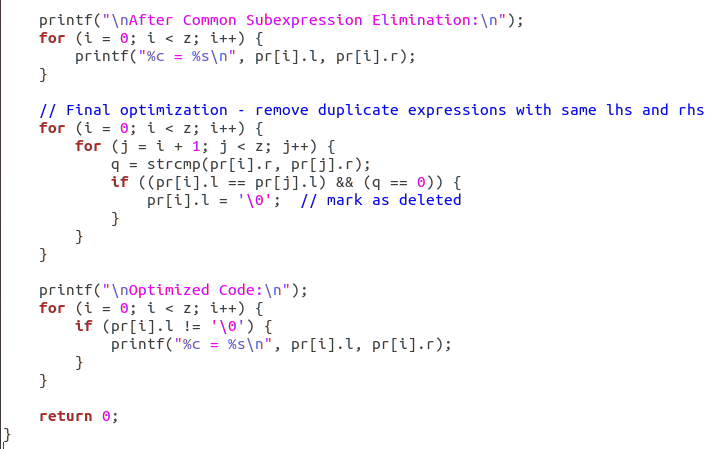 printf("\nAfter Common Subexpression Elimination:\n");
    for (i = 0; i < z; i++) {
        printf("%c = %s\n", pr[i].l, pr[i].r);
    }

    // Final optimization - remove duplicate expressions with same lhs and rhs
    for (i = 0; i < z; i++) {
        for (j = i + 1; j < z; j++) {
            q = strcmp(pr[i].r, pr[j].r);
            if ((pr[i].l == pr[j].l) && (q == 0)) {
                pr[i].l = '\0';  // mark as deleted
            }
        }
    }

    printf("\nOptimized Code:\n");
    for (i = 0; i < z; i++) {
        if (pr[i].l != '\0') {
            printf("%c = %s\n", pr[i].l, pr[i].r);
        }
    }

    return 0;
}